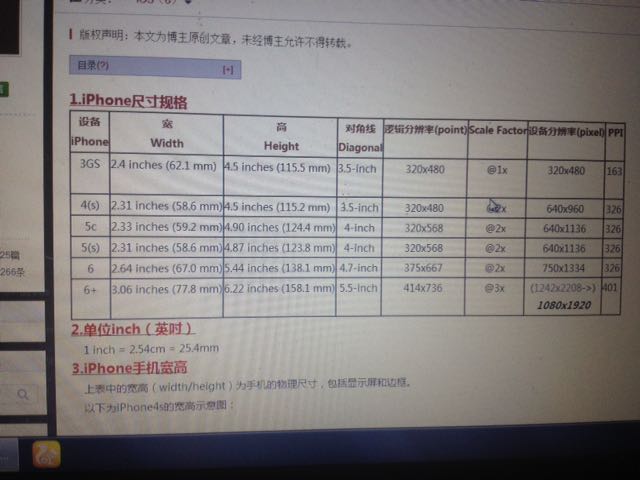 版权声明：本文为博主原创文章，未经博主允许不得转载。
目录(?) [+]
1.iPhone尺寸规格
设备 iPhone 宽 Width 高 Height 对角线 Diagonal 逻辑分辨率(point) Scale Factor 设备分辨率(pixel) PPI
3GS 2.4 inches (62.1 mm) 4.5 inches (115.5 mm) 3.5-inch 320x480 @1x 320x480 163
4(s) 2.31 inches (58.6 mm) 4.5 inches (115.2 mm) 3.5-inch 320x480 @2x 640x960 326
5c 2.33 inches (59.2 mm) 4.90 inches (124.4 mm) 4-inch 320x568 @2x 640x1136 326
5(s) 2.31 inches (58.6 mm) 4.87 inches (123.8 mm) 4-inch 320x568 @2x 640x1136 326
6 2.64 inches (67.0 mm) 5.44 inches (138.1 mm) 4.7-inch 375x667 @2x 750x1334 326
6+ 3.06 inches (77.8 mm) 6.22 inches (158.1 mm) 5.5-inch 414x736 @3x (1242x2208->) 401
1080x1920
2.单位inch（英吋）
1 inch = 2.54cm = 25.4mm
3.iPhone手机宽高
上表中的宽高（width/height）为手机的物理尺寸，包括显示屏和边框。
以下为iPhone4s的宽高示意图：
25篇
266条